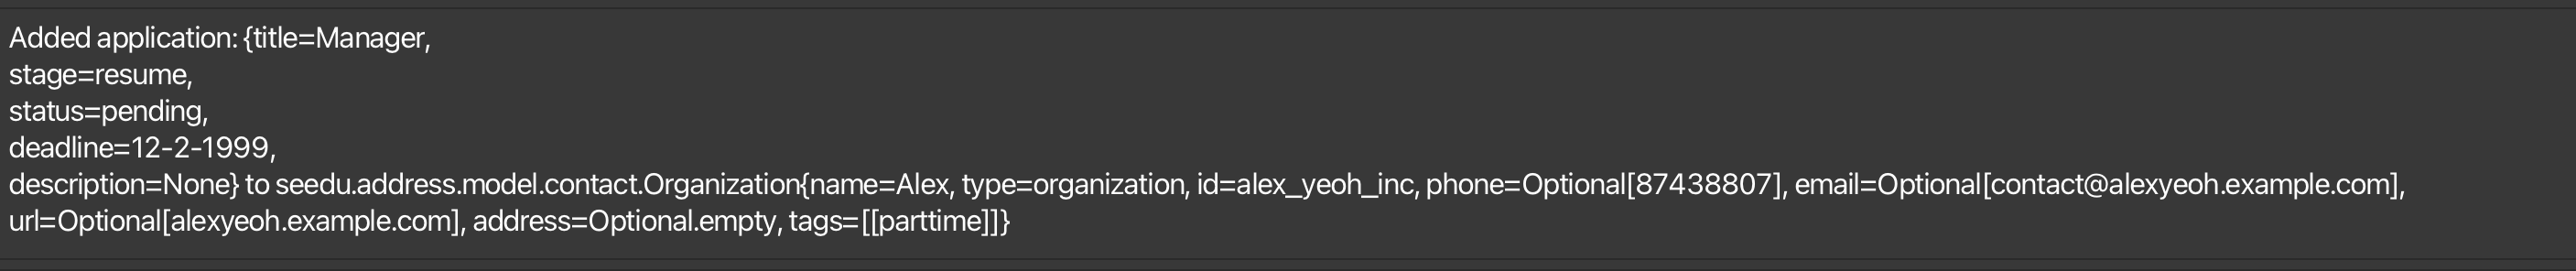 Added application: {title=Manager,
stage=resume,
status=pending,
deadline=12-2-1999,
description=None} to seedu.address.model.contact.Organization{name=Alex, type=organization, id=alex_yeoh_inc, phone=Optional[87438807], email=Optional[contact@alexyeoh.example.com],
url=Optional[alexyeoh.example.com], address=Optional.empty, tags=[[parttime]]}